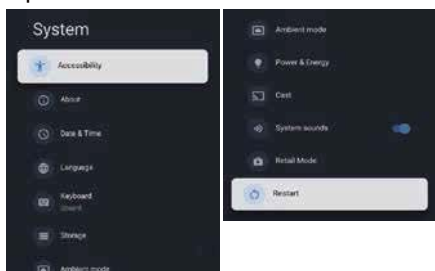 System
Accessibility
About
Date & Time
Language
Keyboard
Storage
Ambient mode
Ambient mode
Power & Energy
Cast
System sounds
Retail Mode
Restart